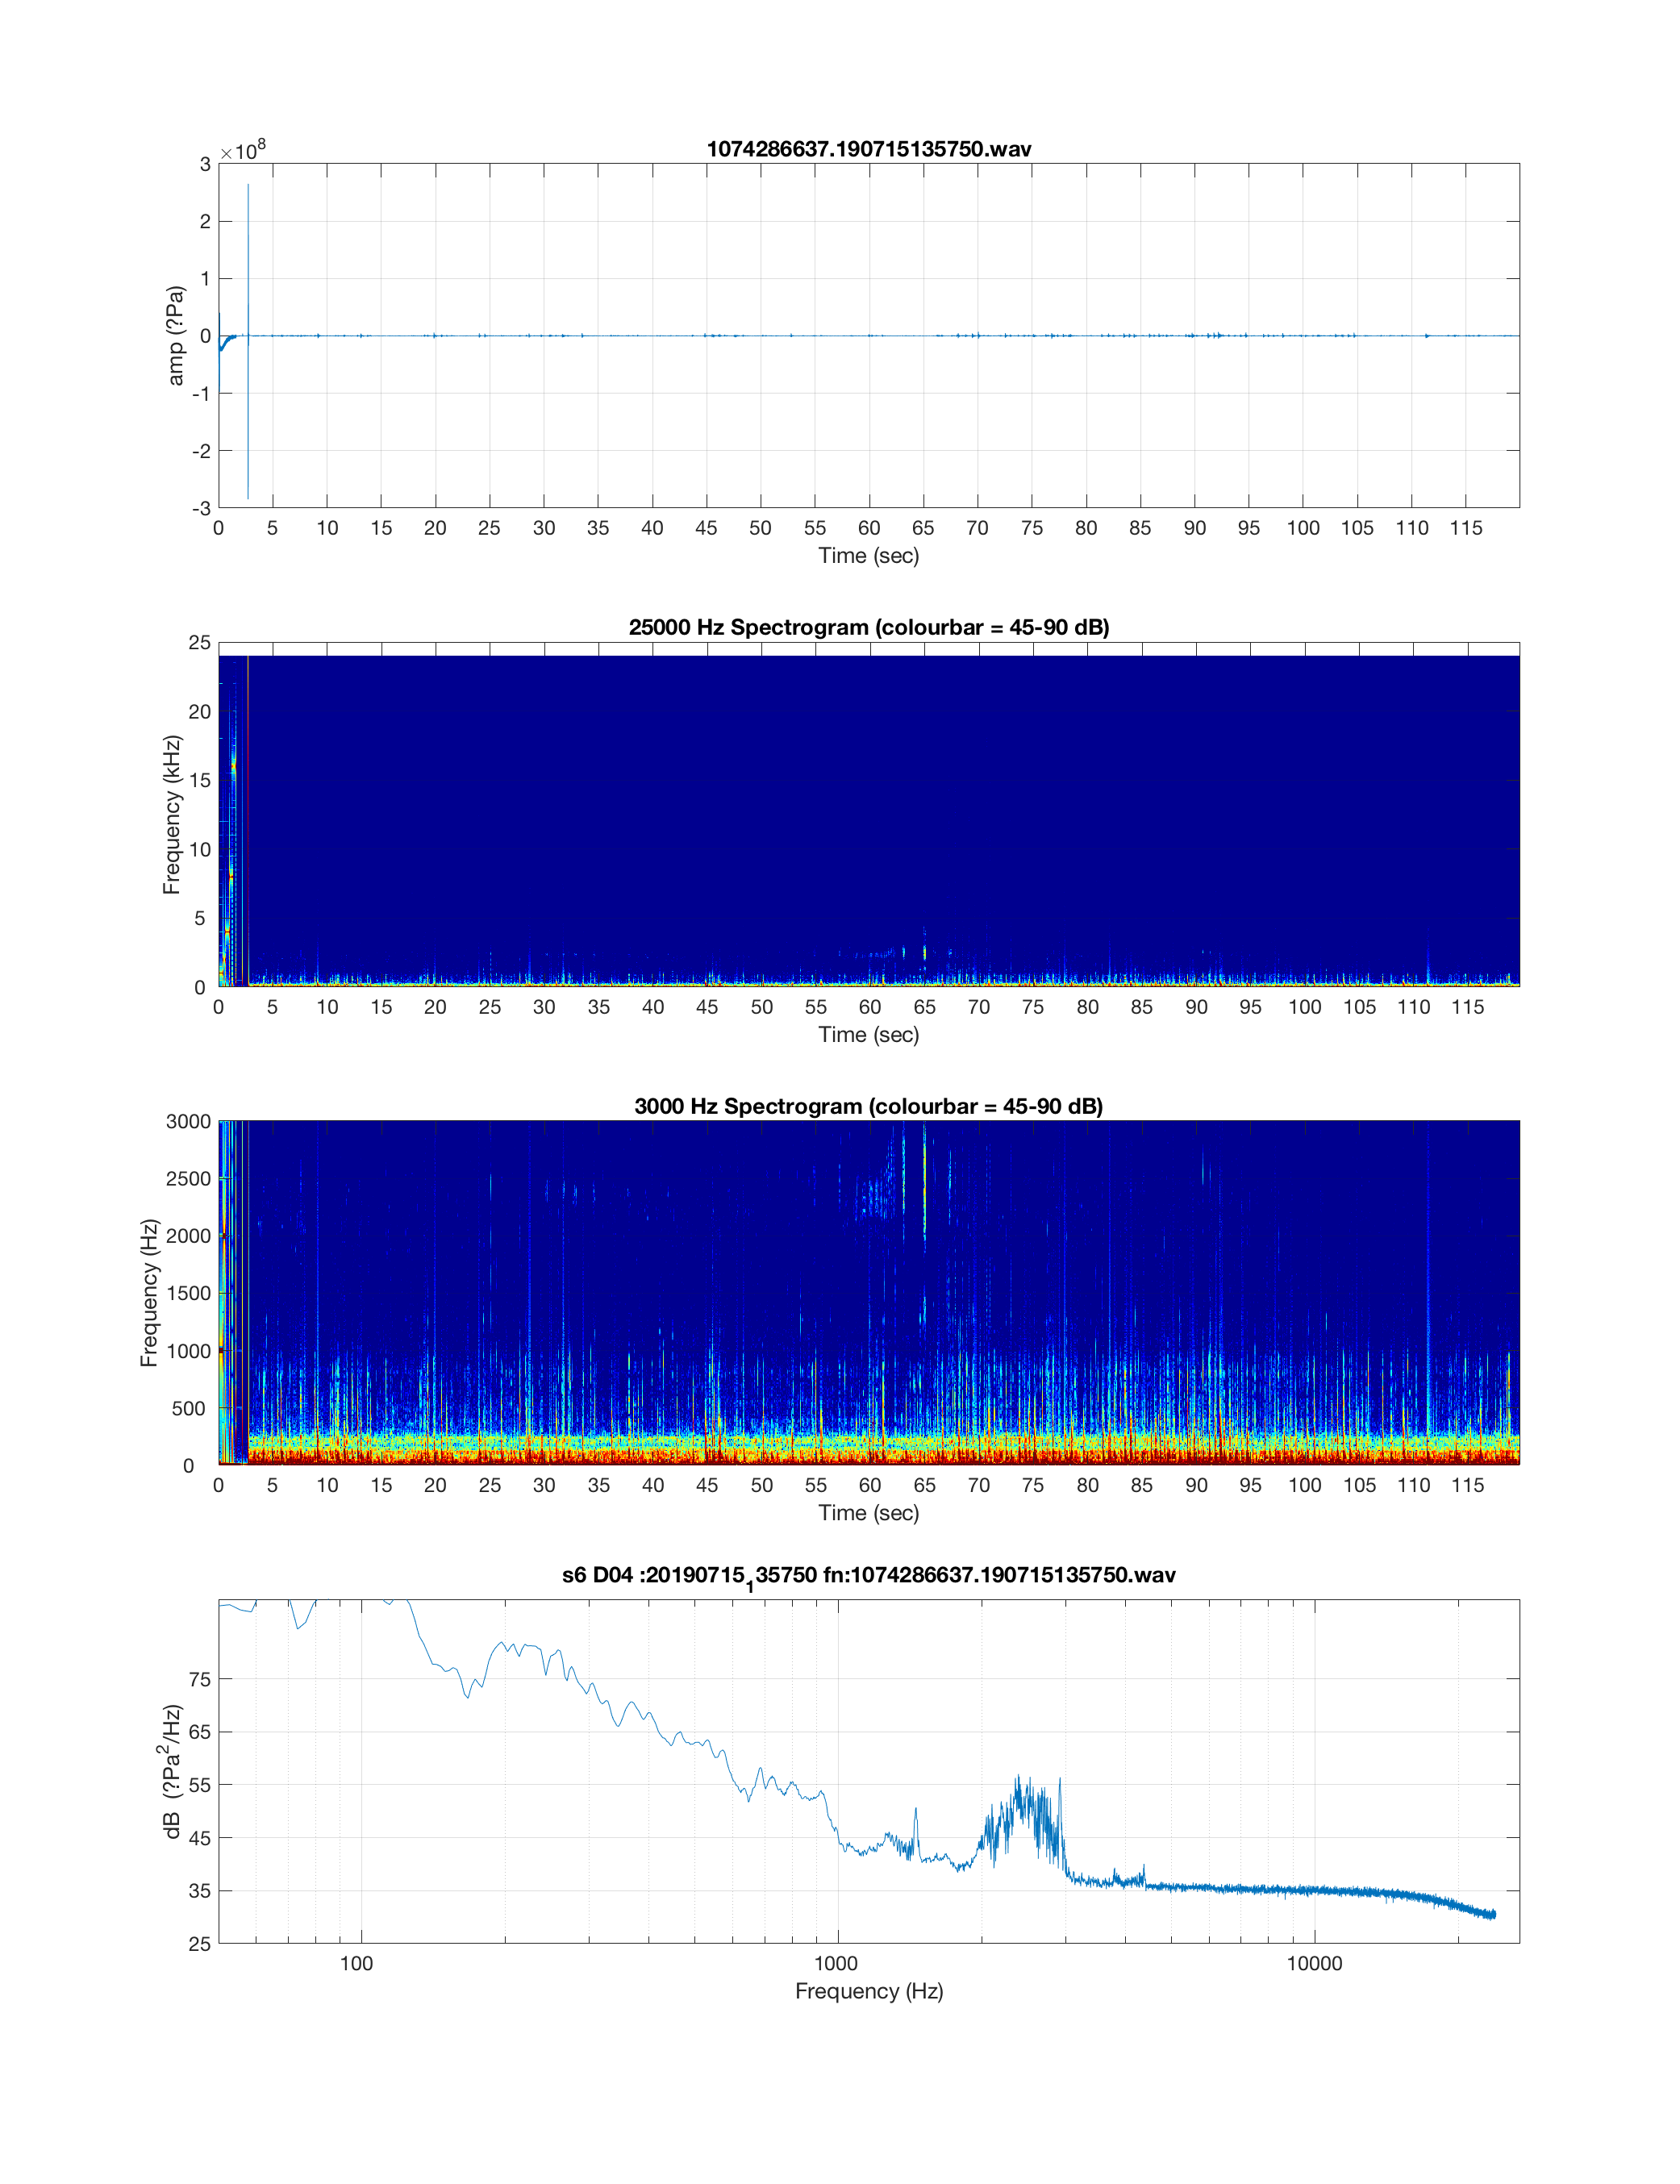 1074286637.190715135750.wav
×10^8
3
2
1
0
-1
-2
-3
amp (?Pa)
0 5 10 15 20 25 30 35 40 45 50 55 60 65 70 75 80 85 90 95 100 105 110 115
Time (sec)
25000 Hz Spectrogram (colourbar = 45-90 dB)
25
20
15
10
5
0
Frequency (kHz)
0 5 10 15 20 25 30 35 40 45 50 55 60 65 70 75 80 85 90 95 100 105 110 115
Time (sec)
3000 Hz Spectrogram (colourbar = 45-90 dB)
3000
2500
2000
1500
1000
500
0
Frequency (Hz)
0 5 10 15 20 25 30 35 40 45 50 55 60 65 70 75 80 85 90 95 100 105 110 115
Time (sec)
s6 D04 :20190715_135750 fn:1074286637.190715135750.wav
75
65
55
45
35
25
dB (?Pa^2/Hz)
100 1000 10000
Frequency (Hz)